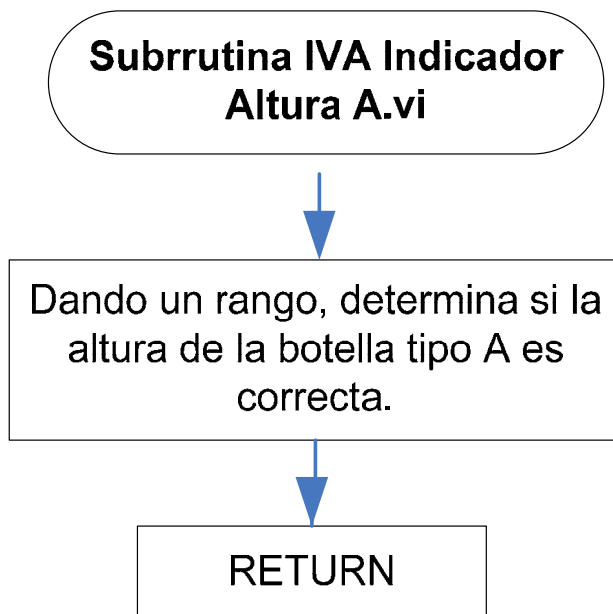 Subrrutina IVA Indicador
Altura A.vi
Dando un rango, determina si la
altura de la botella tipo A es
correcta.
RETURN